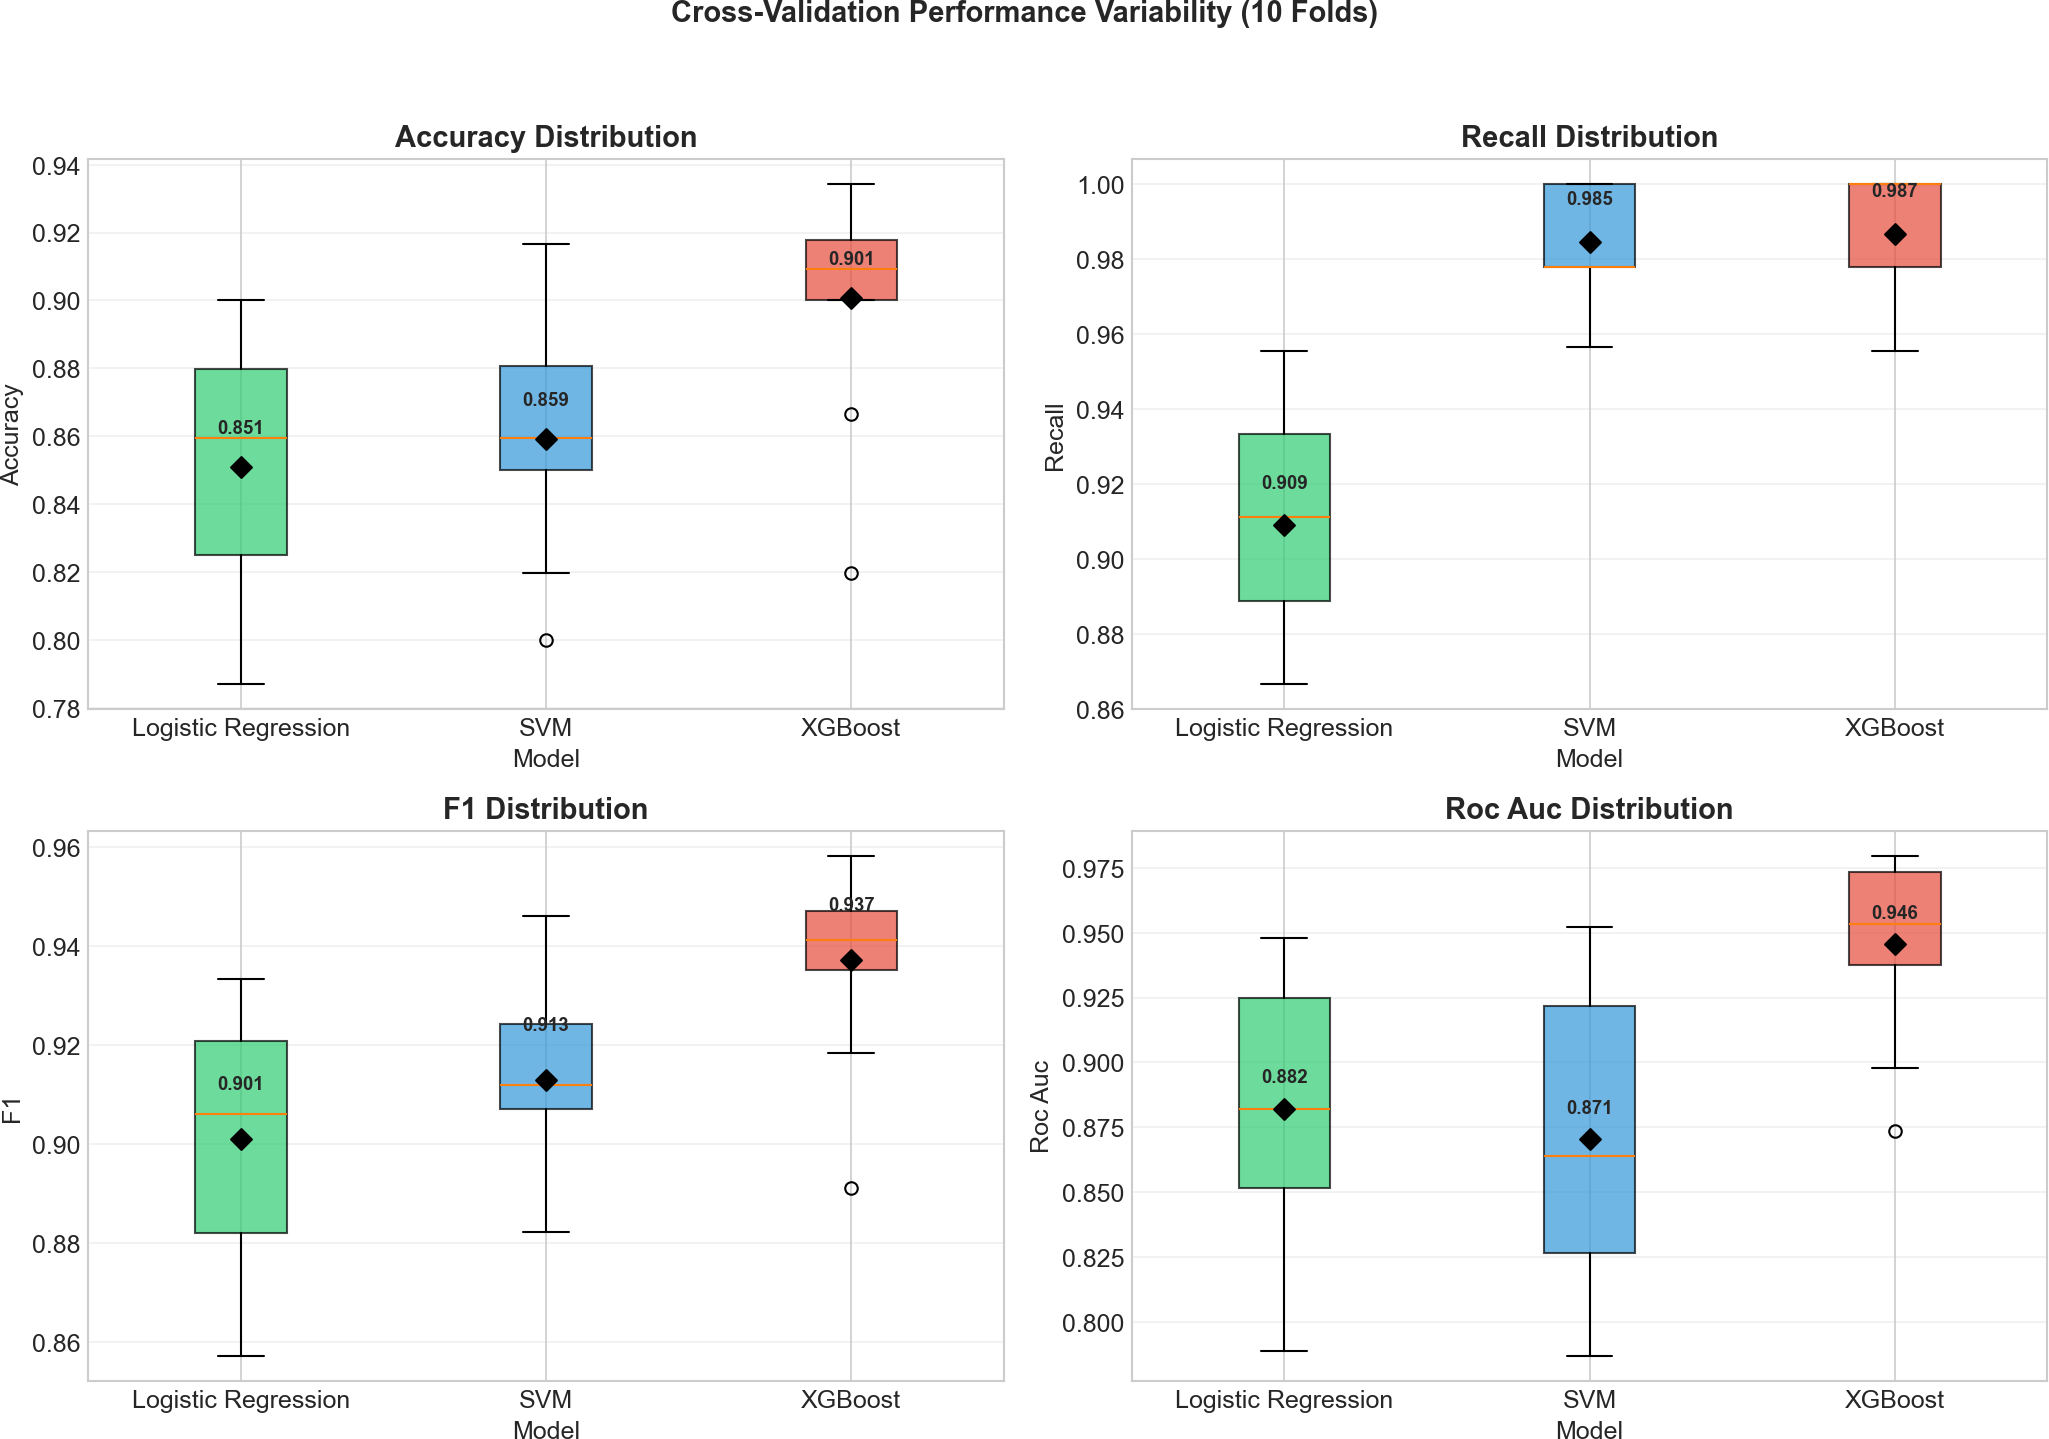 Cross-Validation Performance Variability (10 Folds)
Accuracy Distribution
0.94
0.92
0.90
0.88
0.86
0.84
0.82
0.80
0.78
Accuracy
0.851
0.859
0.901
Logistic Regression
SVM
XGBoost
Model
Recall Distribution
1.00
0.98
0.96
0.94
0.92
0.90
0.88
0.86
Recall
0.909
0.985
0.987
Logistic Regression
SVM
XGBoost
Model
F1 Distribution
0.96
0.94
0.92
0.90
0.88
0.86
F1
0.901
0.913
0.937
Logistic Regression
SVM
XGBoost
Model
Roc Auc Distribution
0.975
0.950
0.925
0.900
0.875
0.850
0.825
0.800
Roc Auc
0.882
0.871
0.946
Logistic Regression
SVM
XGBoost
Model